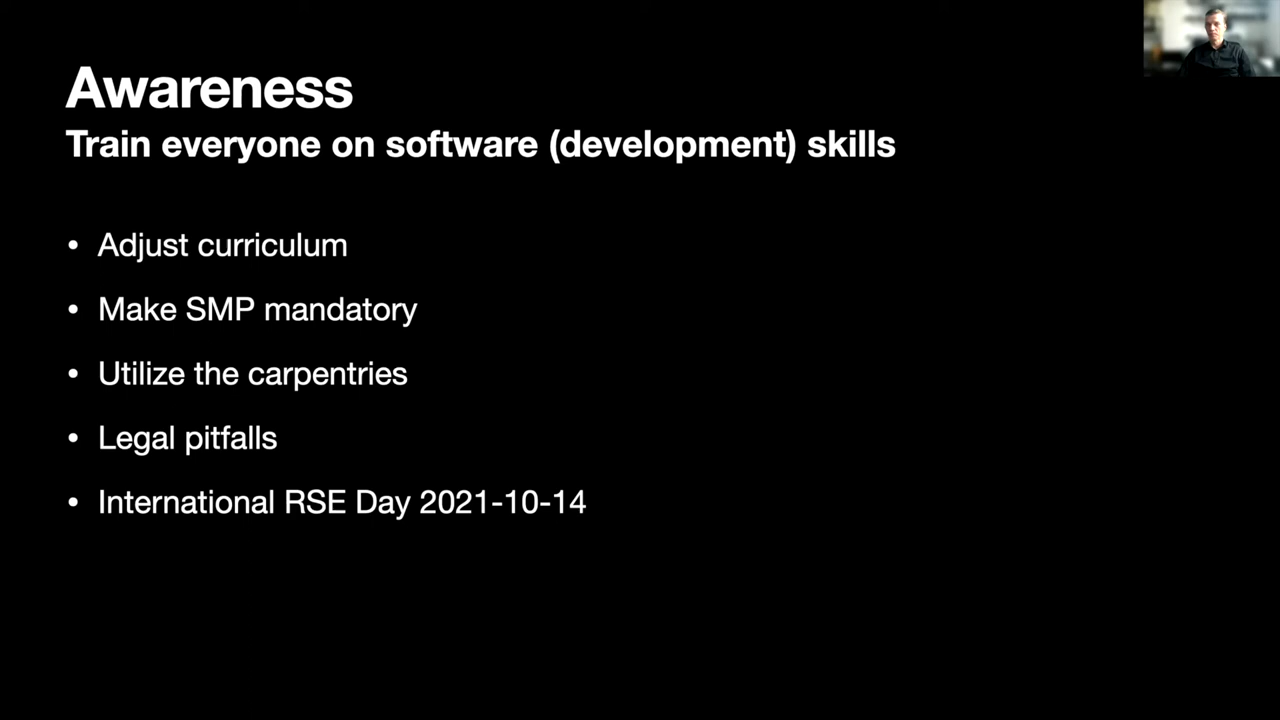 Awareness
Train everyone on software (development) skills
• Adjust curriculum
• Make SMP mandatory
• Utilize the carpentries
• Legal pitfalls
• International RSE Day 2021-10-14